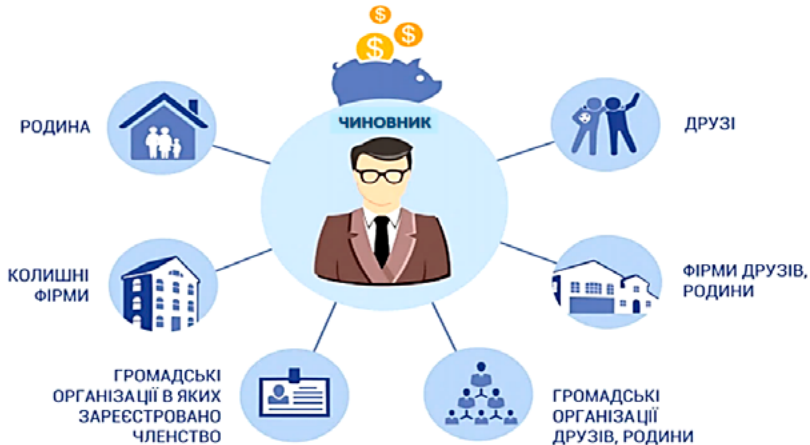 ЧИНОВНИК
РОДИНА
ДРУЗІ
КОЛИШНІ
ФІРМИ
ФІРМИ ДРУЗІВ,
РОДИНИ
ГРОМАДСЬКІ
ОРГАНІЗАЦІЇ В ЯКИХ
ЗАРЕЄСТРОВАНО
ЧЛЕНСТВО
ГРОМАДСЬКІ
ОРГАНІЗАЦІЇ
ДРУЗІВ, РОДИНИ